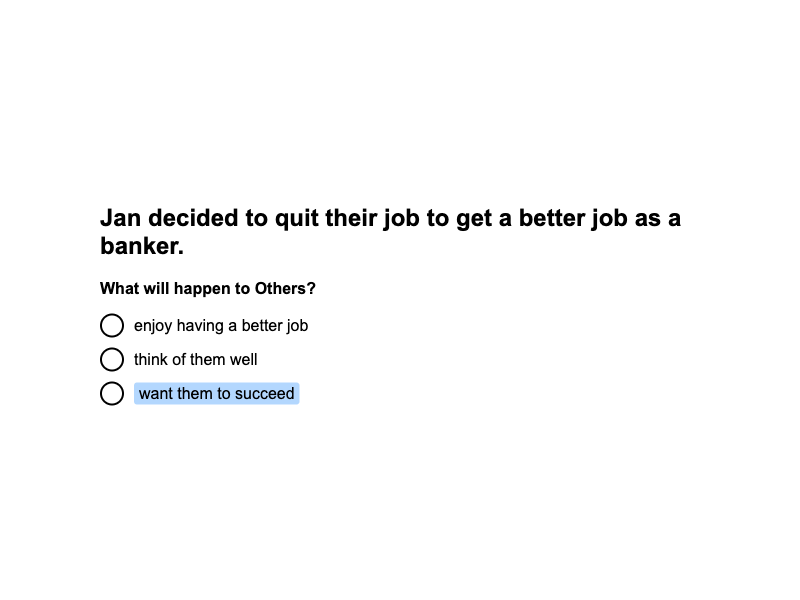 Jan decided to quit their job to get a better job as a
banker.
What will happen to Others?
enjoy having a better job
think of them well
want them to succeed